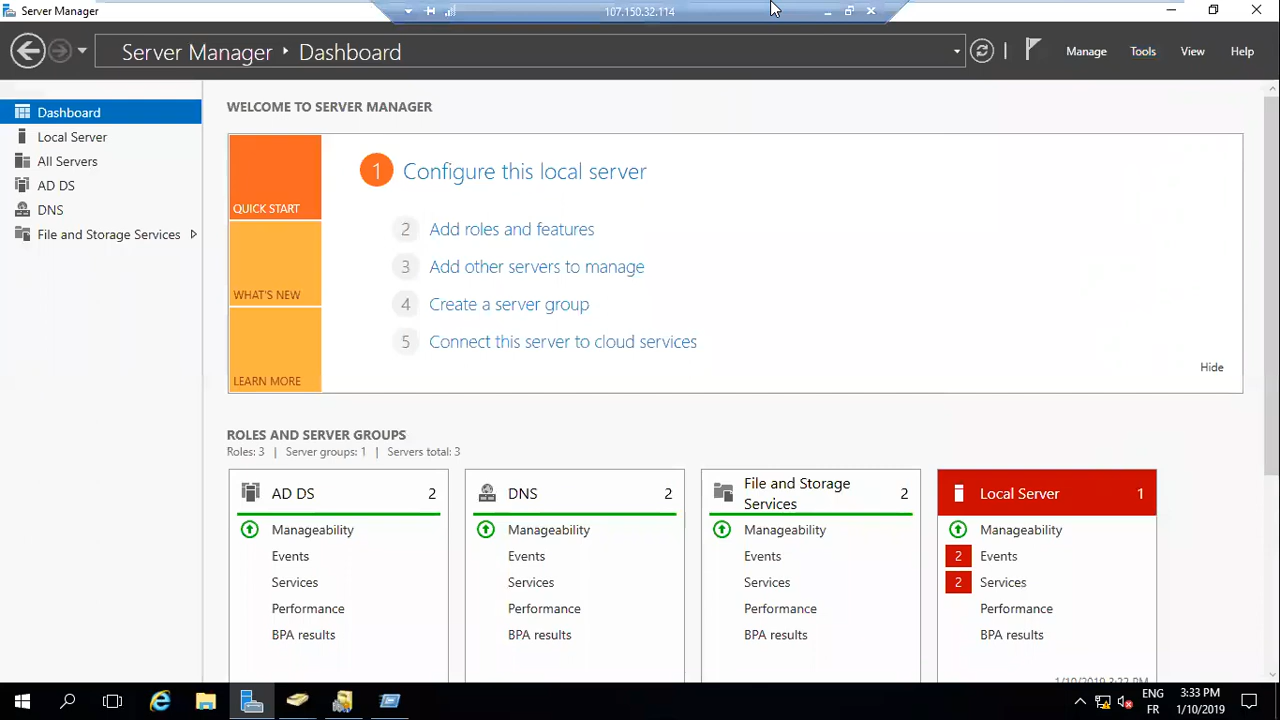 Server Manager
107.150.32.114
Server Manager Dashboard
Manage Tools View Help
Dashboard
Local Server
All Servers
AD DS
DNS
File and Storage Services
WELCOME TO SERVER MANAGER
QUICK START
WHAT'S NEW
LEARN MORE
1 Configure this local server
2 Add roles and features
3 Add other servers to manage
4 Create a server group
5 Connect this server to cloud services
Hide
ROLES AND SERVER GROUPS
Roles: 3 | Server groups: 1 | Servers total: 3
AD DS 2
Manageability
Events
Services
Performance
BPA results
DNS 2
Manageability
Events
Services
Performance
BPA results
File and Storage
Services 2
Manageability
Events
Services
Performance
BPA results
Local Server 1
Manageability
2 Events
2 Services
Performance
BPA results
1/10/2019 3:33 PM
ENG
FR
3:33 PM
1/10/2019